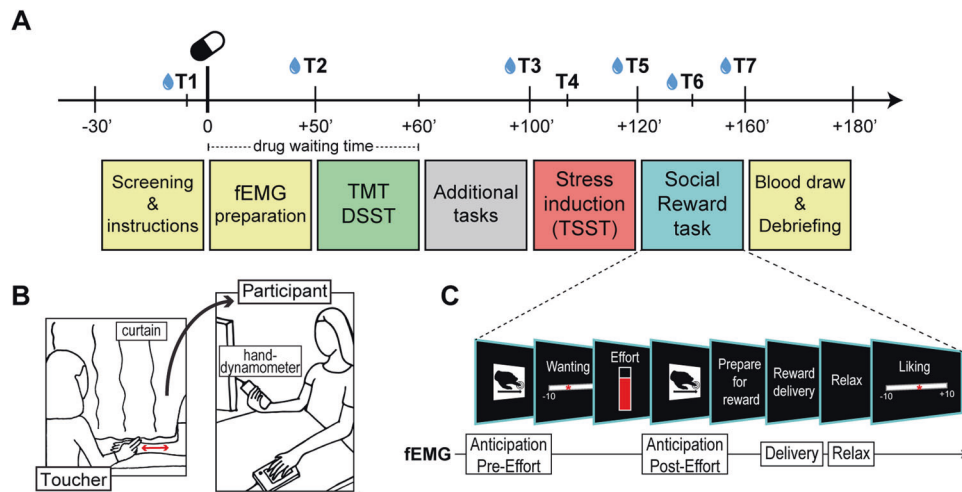 A
T1
T2
T3
T4
T5
T6
T7
-30'
0
+50'
+60'
+100'
+120'
+160'
+180'
drug waiting time
Screening
&
instructions
fEMG
preparation
TMT
DSST
Additional
tasks
Stress
induction
(TSST)
Social
Reward
task
Blood draw
&
Debriefing
B
curtain
Toucher
Participant
hand-
dynamometer
C
Wanting
-10
Effort
Prepare
for
reward
Reward
delivery
Relax
Liking
-10
+10
fEMG
Anticipation
Pre-Effort
Anticipation
Post-Effort
Delivery
Relax